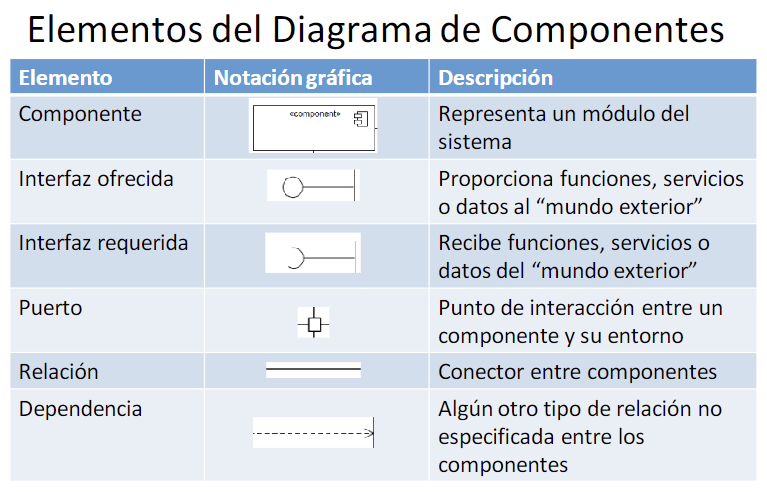 Elementos del Diagrama de Componentes
Elemento Notación gráfica Descripción
Componente «component» Representa un módulo del
sistema
Interfaz ofrecida Proporciona funciones, servicios
o datos al “mundo exterior”
Interfaz requerida Recibe funciones, servicios o
datos del “mundo exterior”
Puerto Punto de interacción entre un
componente y su entorno
Relación Conector entre componentes
Dependencia Algún otro tipo de relación no
especificada entre los
componentes